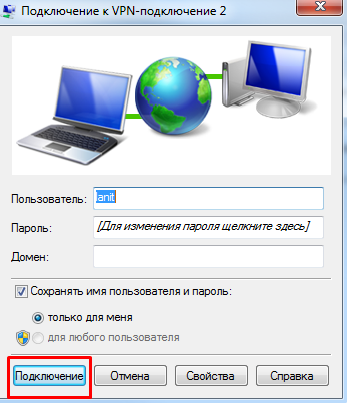 Подключение к VPN-подключение 2
Пользователь:
Пароль: [Для изменения пароля щелкните здесь]
Домен:
Сохранять имя пользователя и пароль:
только для меня
для любого пользователя
Подключение Отмена Свойства Справка